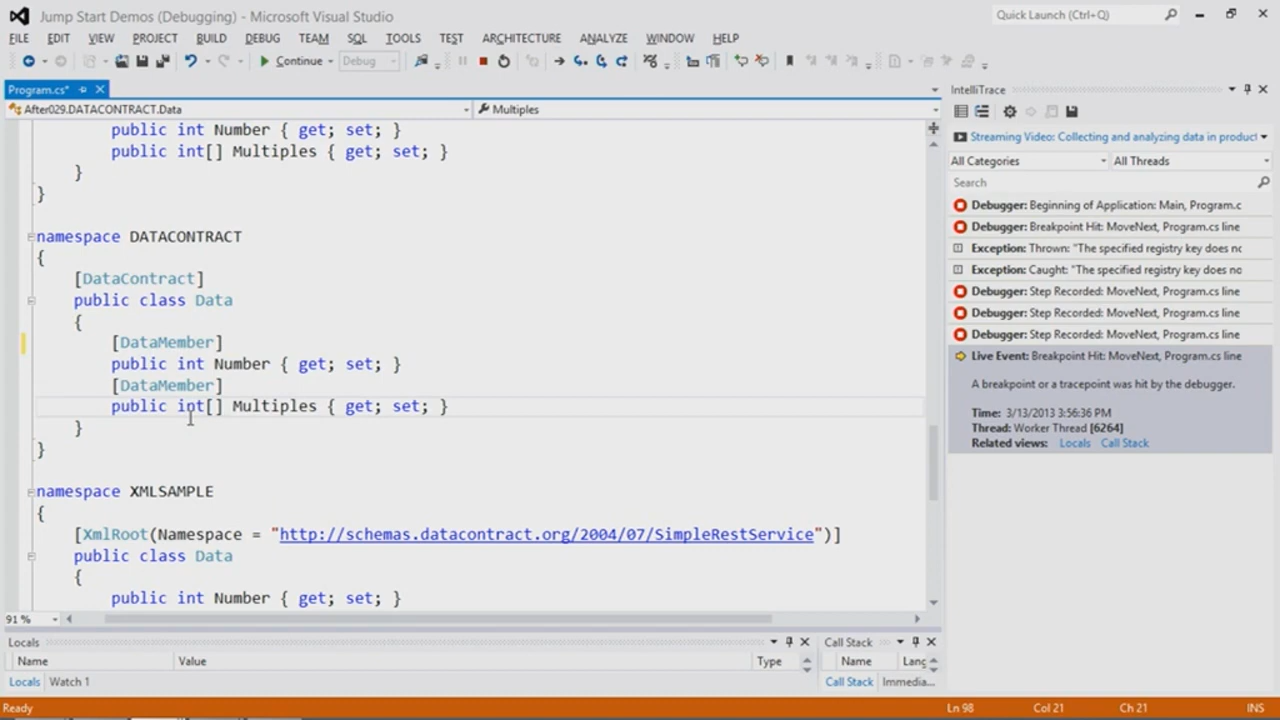 Jump Start Demos (Debugging) - Microsoft Visual Studio
Quick Launch (Ctrl+Q)
FILE EDIT VIEW PROJECT BUILD DEBUG TEAM SQL TOOLS TEST ARCHITECTURE ANALYZE WINDOW HELP
Continue Debug
Program.cs*
After029.DATACONTRACT.Data Multiples
public int Number { get; set; }
public int[] Multiples { get; set; }
}
}
namespace DATACONTRACT
{
[DataContract]
public class Data
{
[DataMember]
public int Number { get; set; }
[DataMember]
public int[] Multiples { get; set; }
}
}
namespace XMLSAMPLE
{
[XmlRoot(Namespace = "http://schemas.datacontract.org/2004/07/SimpleRestService")]
public class Data
{
public int Number { get; set; }
91 %
IntelliTrace
Streaming Video: Collecting and analyzing data in product
All Categories All Threads
Search
Debugger: Beginning of Application: Main, Program.c
Debugger: Breakpoint Hit: MoveNext, Program.cs line
Exception: Thrown: "The specified registry key does no
Exception: Caught: "The specified registry key does no
Debugger: Step Recorded: MoveNext, Program.cs line
Debugger: Step Recorded: MoveNext, Program.cs line
Debugger: Step Recorded: MoveNext, Program.cs line
Live Event: Breakpoint Hit: MoveNext, Program.cs line
A breakpoint or a tracepoint was hit by the debugger.
Time: 3/13/2013 3:56:36 PM
Thread: Worker Thread [6264]
Related views: Locals Call Stack
Locals
Name Value Type
Locals Watch 1
Call Stack
Name Lang
Call Stack Immedia...
Ready Ln 98 Col 21 Ch 21 INS